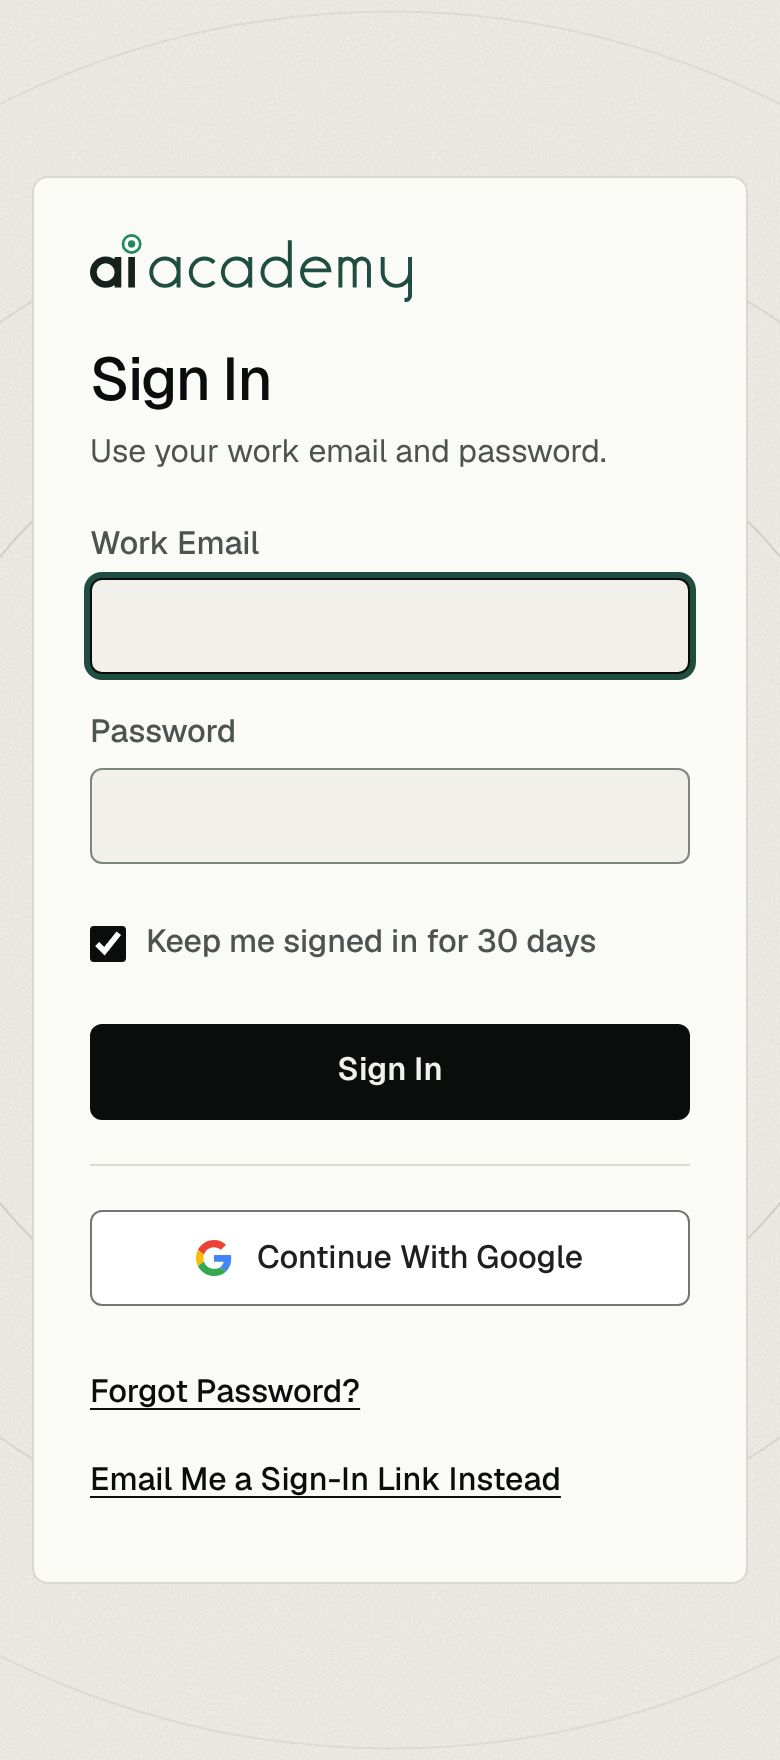 ai academy
Sign In
Use your work email and password.
Work Email
Password
Keep me signed in for 30 days
Sign In
Continue With Google
Forgot Password?
Email Me a Sign-In Link Instead